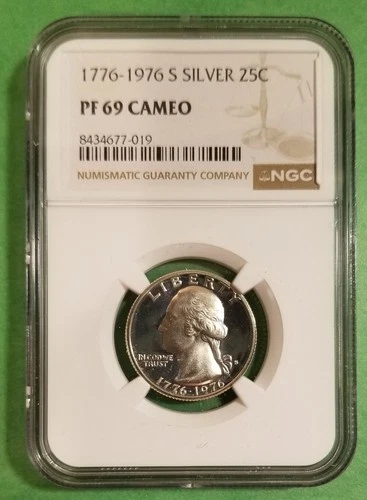 1776-1976 S SILVER 25C
PF 69 CAMEO
8434677-019
NUMISMATIC GUARANTY COMPANY NGC
LIBERTY
IN GOD WE
TRUST
1776-1976